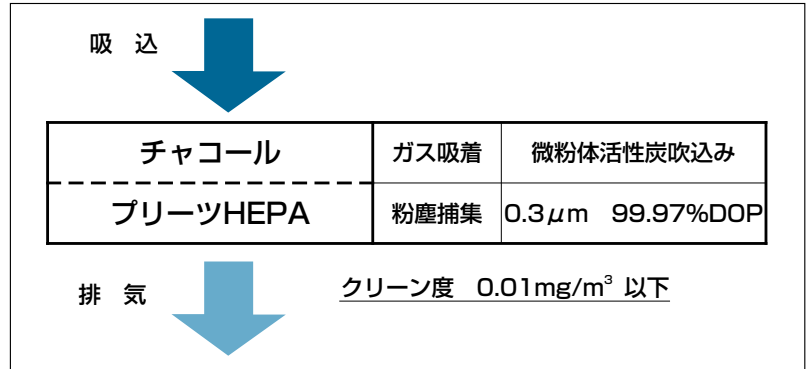 吸 込
チャコール ガス吸着 微粉体活性炭吹込み
プリーツHEPA 粉塵捕集 0.3μm 99.97%DOP
排 気 クリーン度 0.01mg/m³ 以下